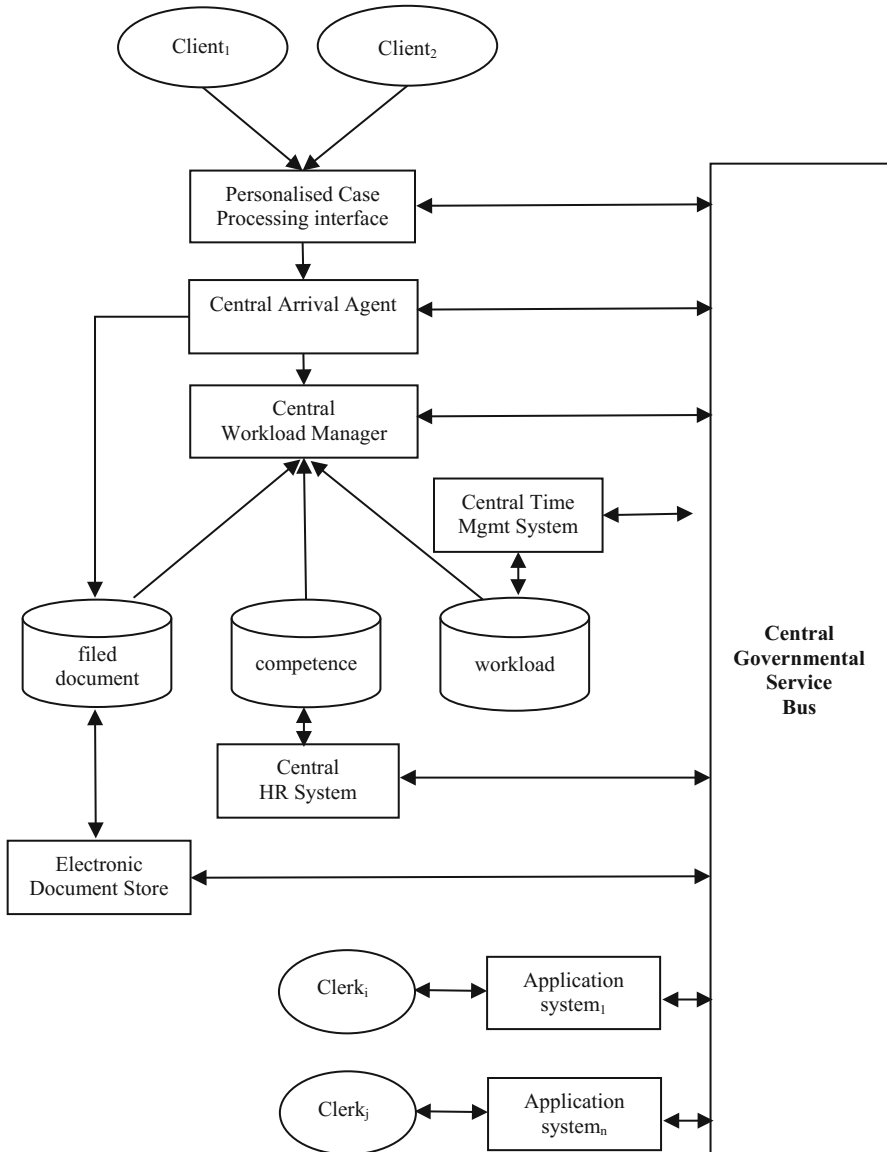 Client₁
Client₂
Personalised Case
Processing interface
Central Arrival Agent
Central
Workload Manager
Central Time
Mgmt System
filed
document
competence
workload
Central
Governmental
Service
Bus
Central
HR System
Electronic
Document Store
Clerkᵢ
Application
system₁
Clerkⱼ
Application
systemₙ